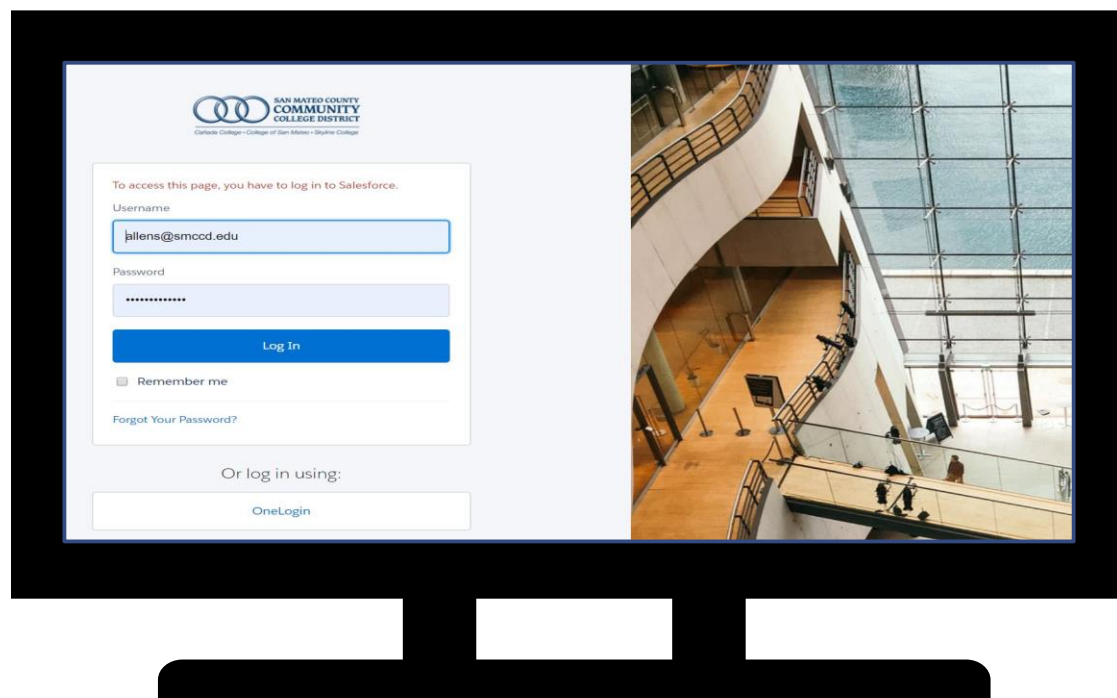 SAN MATEO COUNTY
COMMUNITY
COLLEGE DISTRICT
Cañada College • College of San Mateo • Skyline College
To access this page, you have to log in to Salesforce.
Username
allens@smccd.edu
Password
•••••••••••••
Log In
Remember me
Forgot Your Password?
Or log in using:
OneLogin